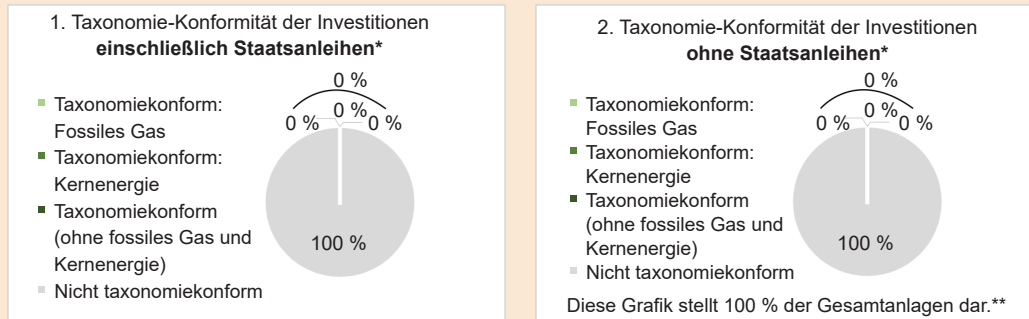 1. Taxonomie-Konformität der Investitionen
einschließlich Staatsanleihen*
0 %
0 %
0 %
0 %
Taxonomiekonform:
Fossiles Gas
Taxonomiekonform:
Kernenergie
Taxonomiekonform
(ohne fossiles Gas und
Kernenergie)
Nicht taxonomiekonform
100 %
2. Taxonomie-Konformität der Investitionen
ohne Staatsanleihen*
0 %
0 %
0 %
0 %
Taxonomiekonform:
Fossiles Gas
Taxonomiekonform:
Kernenergie
Taxonomiekonform
(ohne fossiles Gas und
Kernenergie)
Nicht taxonomiekonform
100 %
Diese Grafik stellt 100 % der Gesamtanlagen dar.**